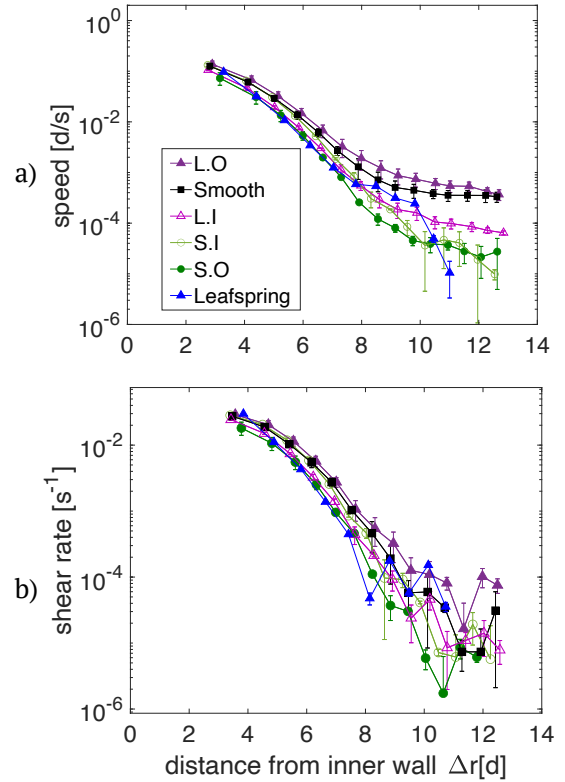 a)
speed [d/s]
10^0
10^-2
10^-4
10^-6
L.O
Smooth
L.I
S.I
S.O
Leafspring
0 2 4 6 8 10 12 14
b)
shear rate [s^-1]
10^-2
10^-4
10^-6
0 2 4 6 8 10 12 14
distance from inner wall Δr[d]